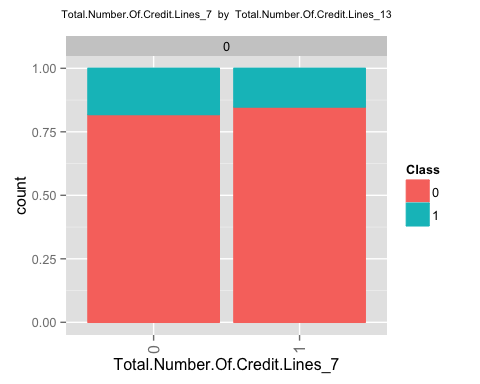 Total.Number.Of.Credit.Lines_7 by Total.Number.Of.Credit.Lines_13
0
1.00
0.75
0.50
0.25
0.00
count
0
1
Total.Number.Of.Credit.Lines_7
Class
0
1